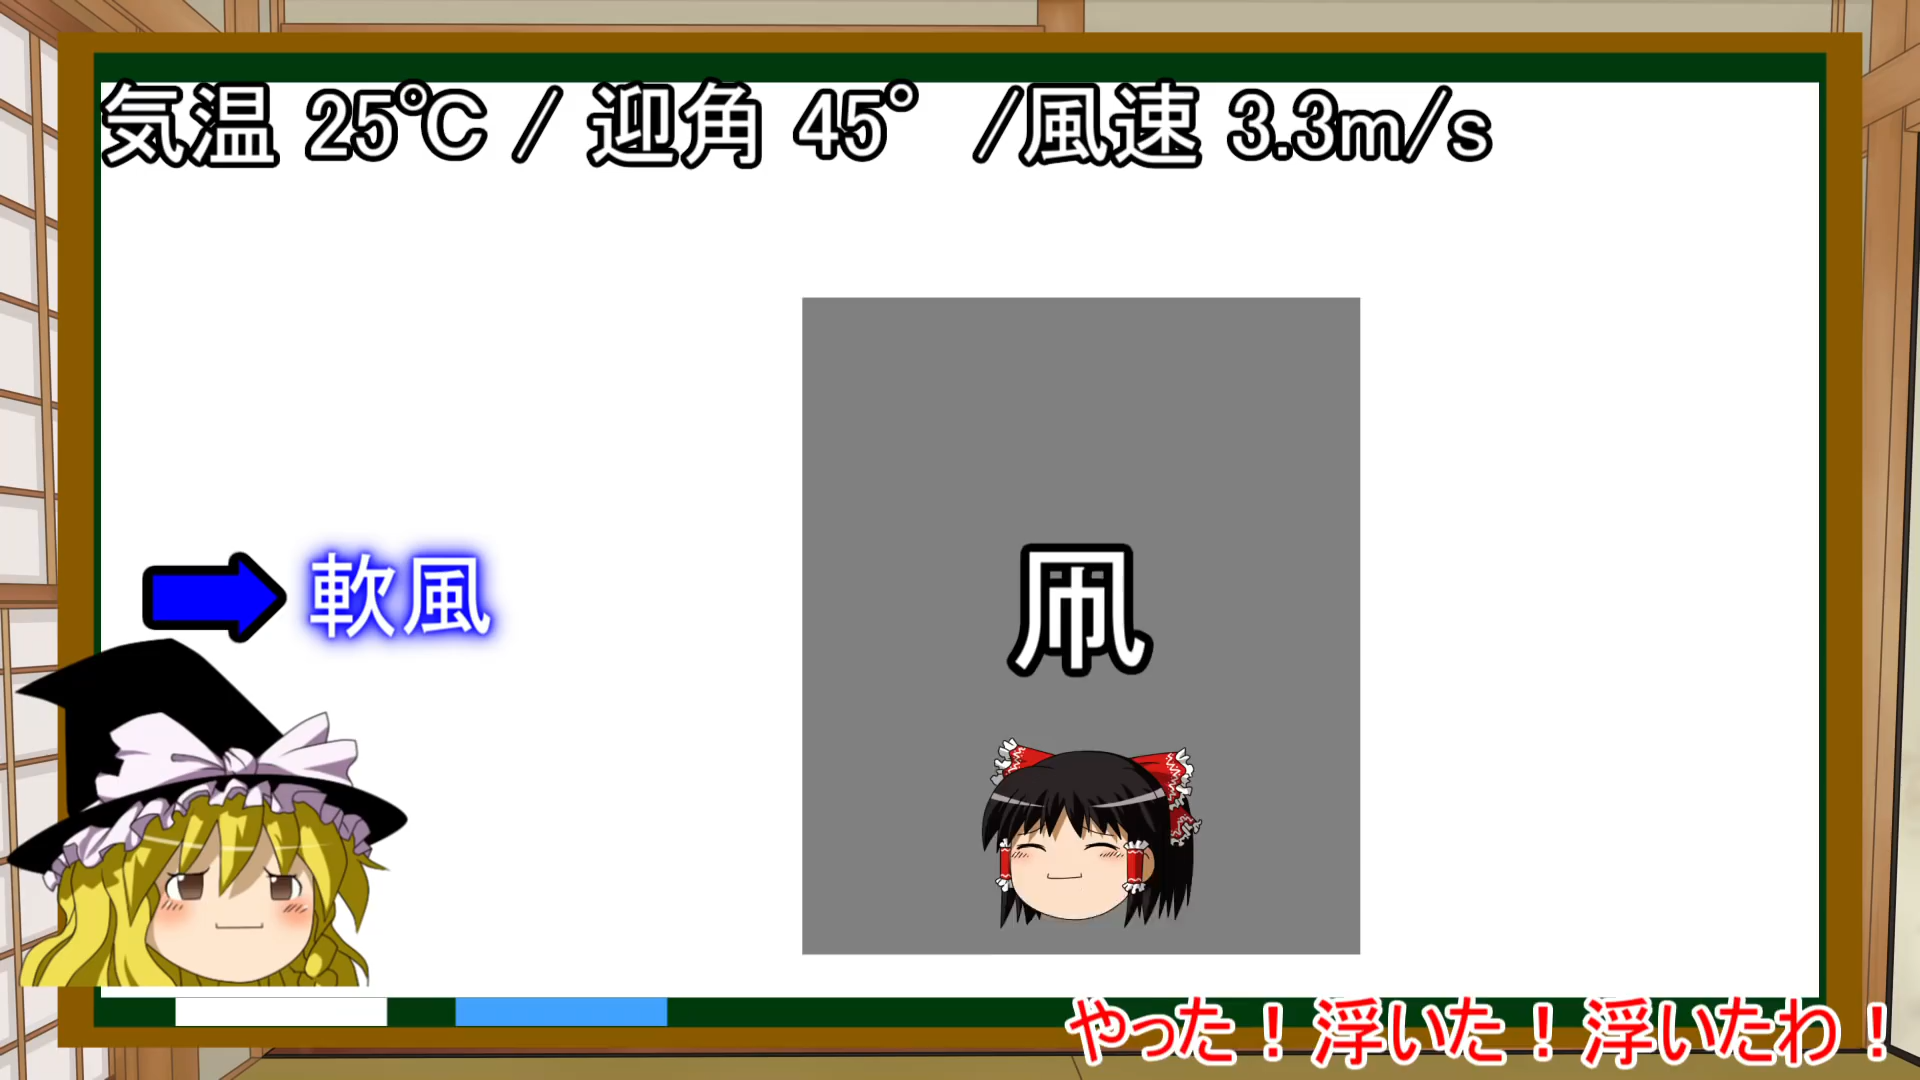 気温 25℃ / 迎角 45° /風速 3.3m/s
軟風
凧
やった！浮いた！浮いたわ！